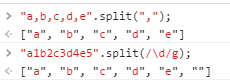 > "a,b,c,d,e".split(",");
< ["a", "b", "c", "d", "e"]
> "a1b2c3d4e5".split(/\d/g);
< ["a", "b", "c", "d", "e", ""]